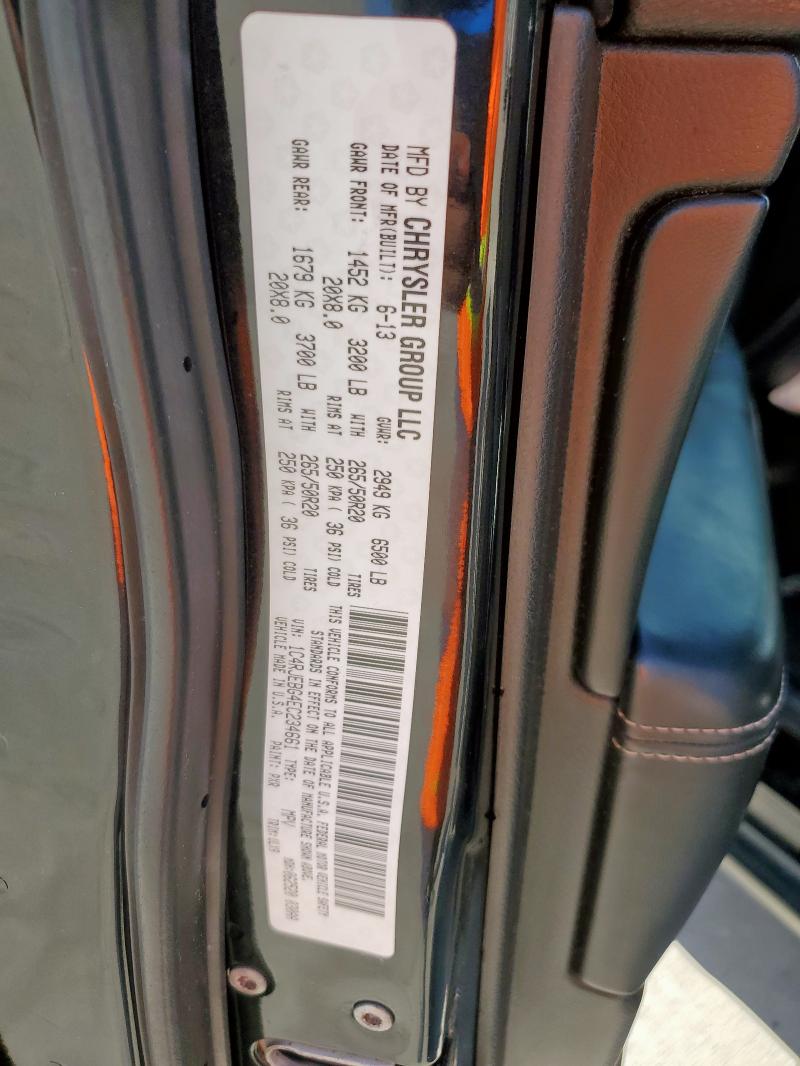 MFD BY CHRYSLER GROUP LLC
DATE OF MFR(BUILT): 6-13 GVWR: 2949 KG 6500 LB
GAWR FRONT: 1452 KG 3200 LB WITH 265/50R20 TIRES
20X8.0 RIMS AT 250 KPA ( 36 PSI) COLD
GAWR REAR: 1679 KG 3700 LB WITH 265/50R20 TIRES
20X8.0 RIMS AT 250 KPA ( 36 PSI) COLD
THIS VEHICLE CONFORMS TO ALL APPLICABLE U.S.A. FEDERAL MOTOR VEHICLE SAFETY
STANDARDS IN EFFECT ON THE DATE OF MANUFACTURE SHOWN ABOVE.
VIN: 1C4RJEBG4EC234661 TYPE: MPV
VEHICLE MADE IN U.S.A. PAINT: PXR